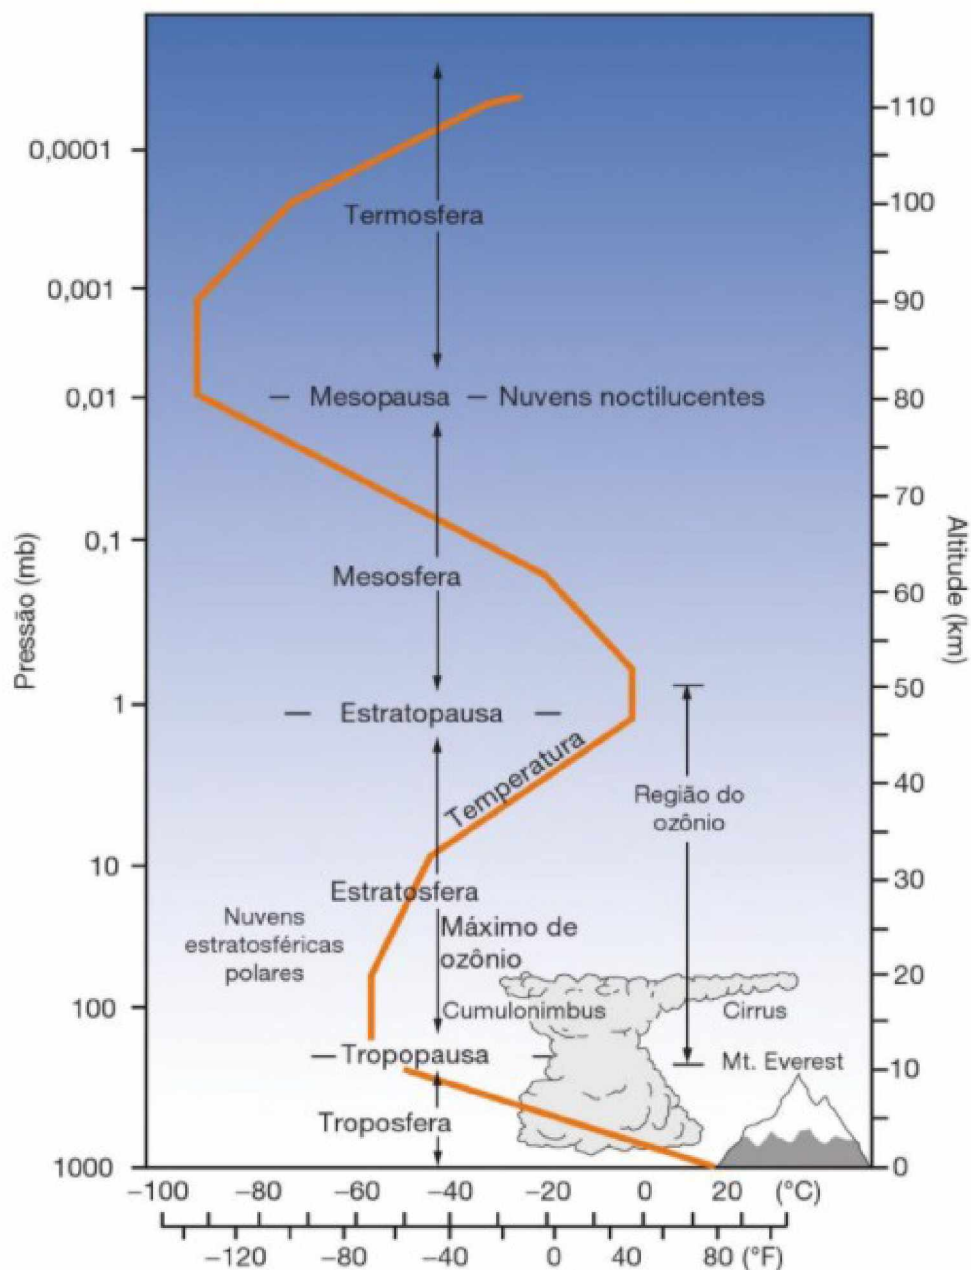 110
0,0001
100
Termosfera
0,001
90
0,01
Mesopausa
Nuvens noctilucentes
80
70
0,1
Mesosfera
60
Pressão (mb)
Altitude (km)
50
1
Estratopausa
Temperatura
40
Região do
ozônio
10
30
Estratosfera
Nuvens
estratosféricas
polares
Máximo de
ozônio
20
100
Cumulonimbus
Cirrus
Tropopausa
Mt. Everest
10
Troposfera
1000
0
−100 −80 −60 −40 −20 0 20 (°C)
−120 −80 −40 0 40 80 (°F)